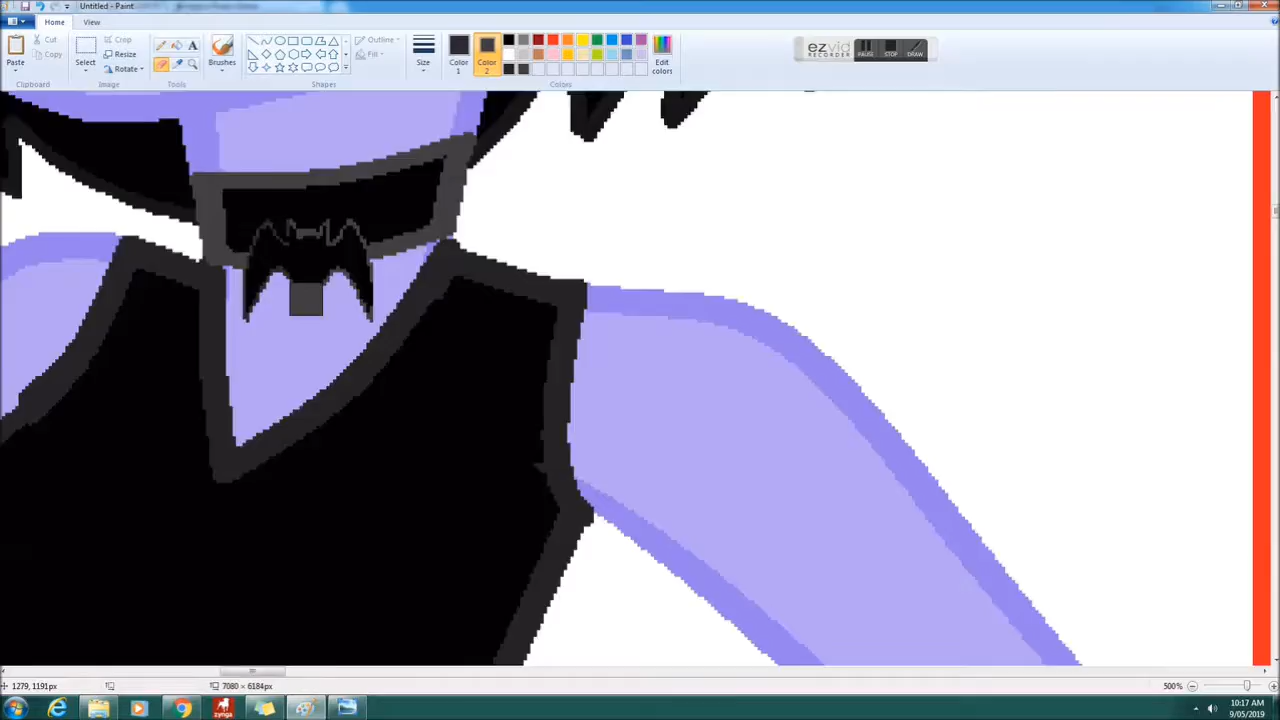 Untitled - Paint
Home
View
Paste
Cut
Copy
Select
Crop
Resize
Rotate
A
Brushes
Outline
Fill
Size
Color
1
Color
2
Edit
colors
Clipboard
Image
Tools
Shapes
Colors
ezvid
RECORDER
PAUSE
STOP
DRAW
1279, 1191px
7080 × 6184px
500%
zynga
10:17 AM
9/05/2019